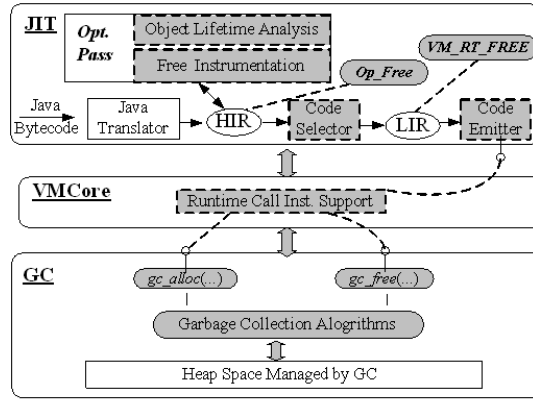 JIT
Opt.
Pass
Object Lifetime Analysis
Free Instrumentation
VM_RT_FREE
Op_Free
Java
Bytecode
Java
Translator
HIR
Code
Selector
LIR
Code
Emitter
VMCore
Runtime Call Inst. Support
GC
gc_alloc(...)
gc_free(...)
Garbage Collection Alogrithms
Heap Space Managed by GC